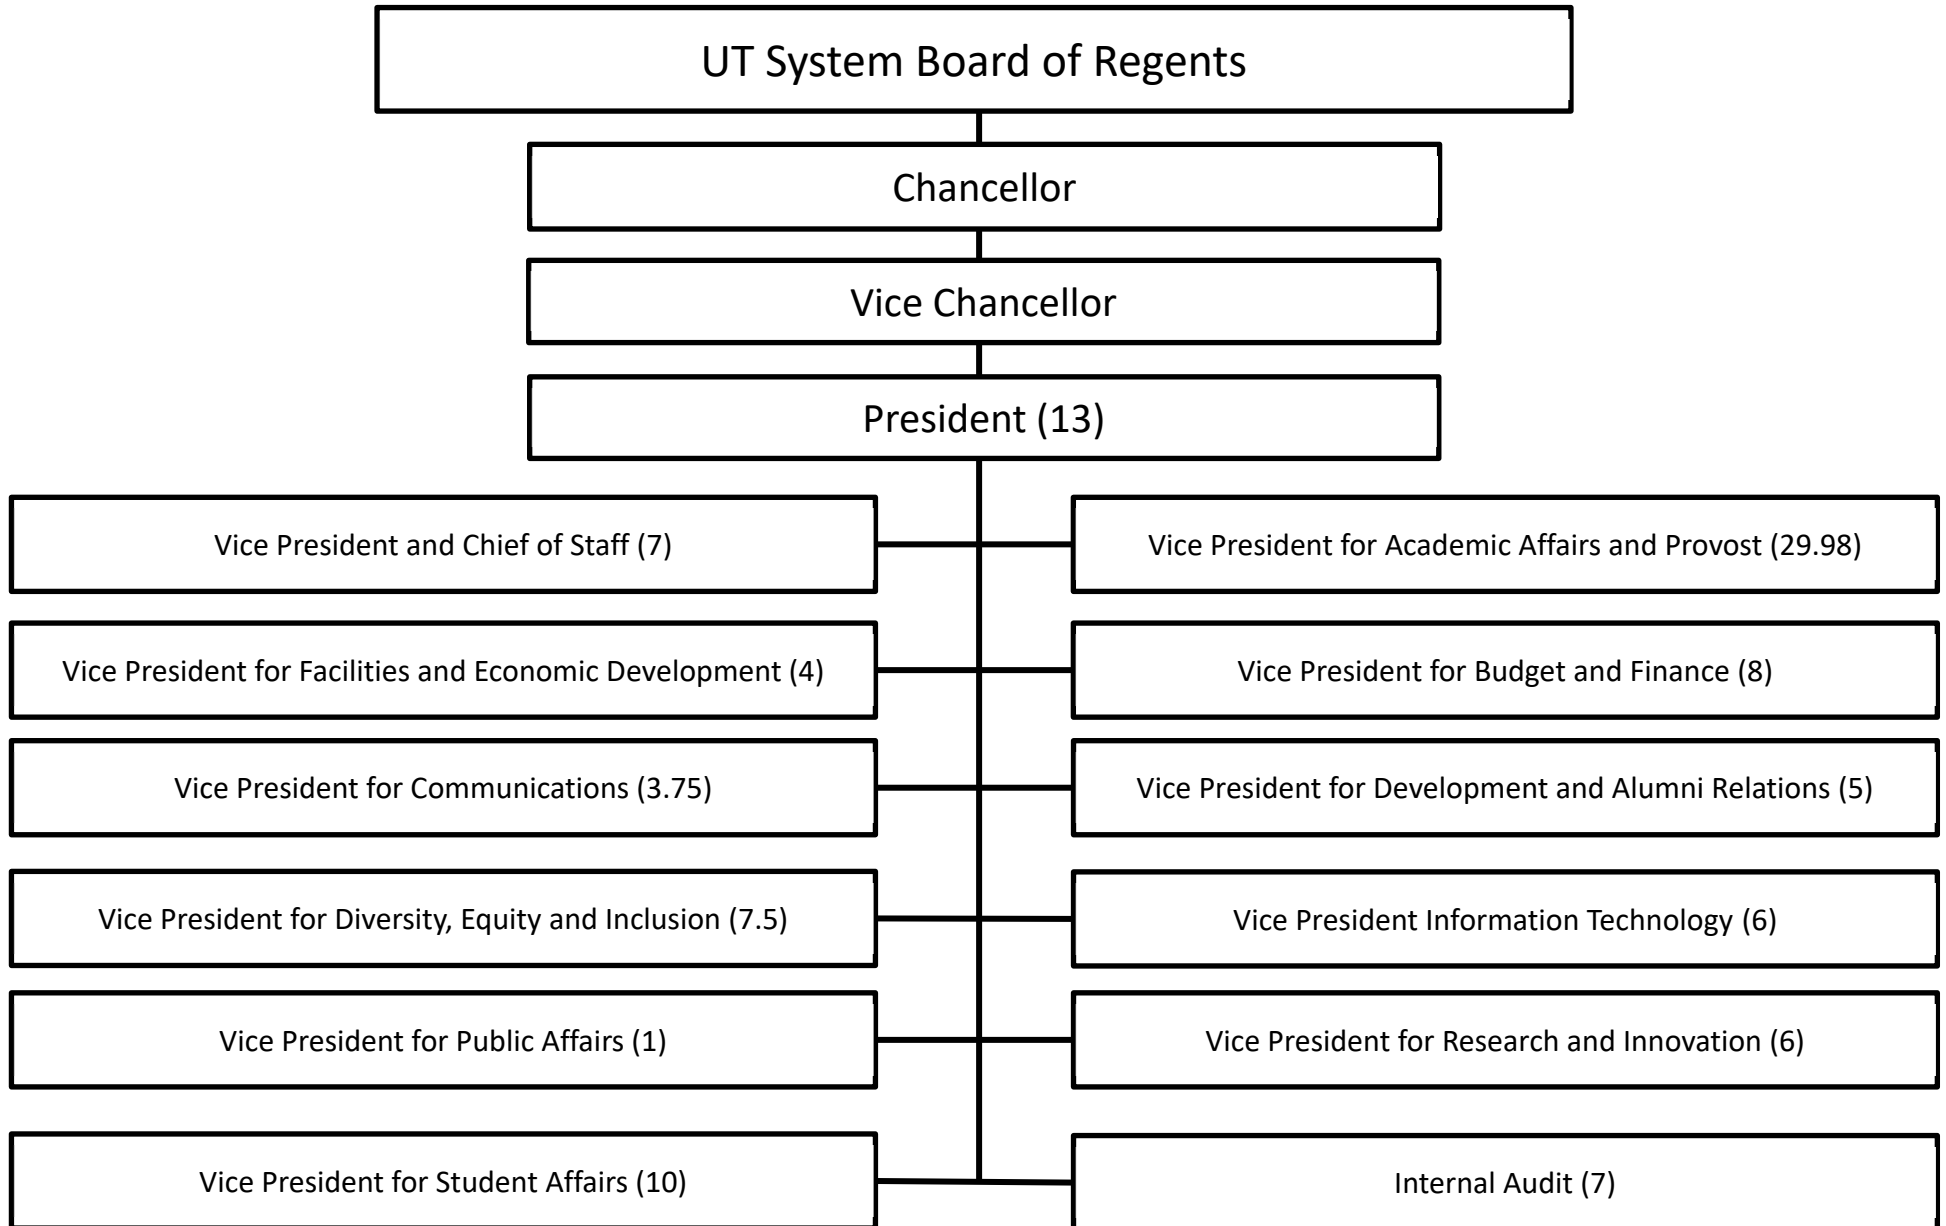 UT System Board of Regents
Chancellor
Vice Chancellor
President (13)
Vice President and Chief of Staff (7)
Vice President for Academic Affairs and Provost (29.98)
Vice President for Facilities and Economic Development (4)
Vice President for Budget and Finance (8)
Vice President for Communications (3.75)
Vice President for Development and Alumni Relations (5)
Vice President for Diversity, Equity and Inclusion (7.5)
Vice President Information Technology (6)
Vice President for Public Affairs (1)
Vice President for Research and Innovation (6)
Vice President for Student Affairs (10)
Internal Audit (7)